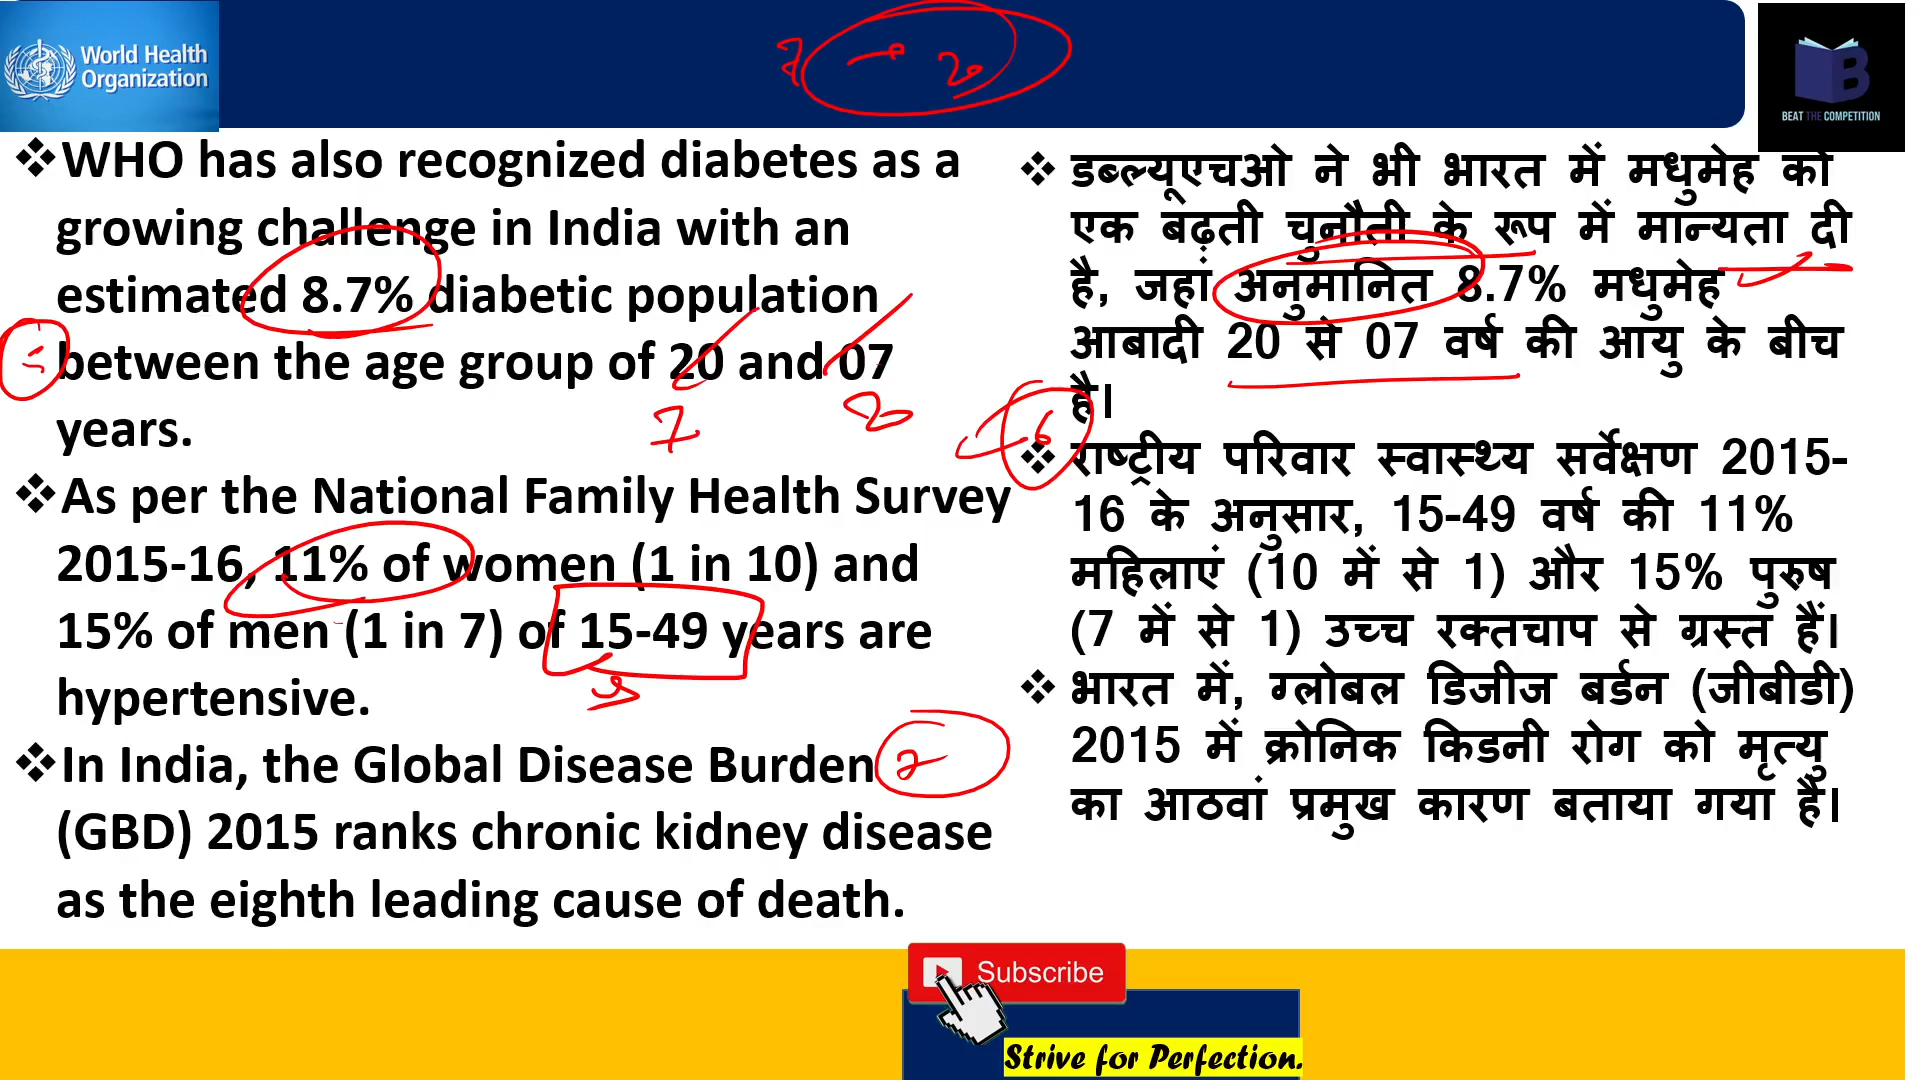 World Health
Organization
7
20
BEAT THE COMPETITION
❖WHO has also recognized diabetes as a
growing challenge in India with an
estimated 8.7% diabetic population
between the age group of 20 and 07
years.
7
❖As per the National Family Health Survey
2015-16, 11% of women (1 in 10) and
15% of men (1 in 7) of 15-49 years are
hypertensive.
❖In India, the Global Disease Burden
(GBD) 2015 ranks chronic kidney disease
as the eighth leading cause of death.
❖ डब्ल्यूएचओ ने भी भारत में मधुमेह को
एक बढ़ती चुनौती के रूप में मान्यता दी
है, जहां अनुमानित 8.7% मधुमेह
आबादी 20 से 07 वर्ष की आयु के बीच
है।
❖ राष्ट्रीय परिवार स्वास्थ्य सर्वेक्षण 2015-
16 के अनुसार, 15-49 वर्ष की 11%
महिलाएं (10 में से 1) और 15% पुरुष
(7 में से 1) उच्च रक्तचाप से ग्रस्त हैं।
❖ भारत में, ग्लोबल डिजीज बर्डन (जीबीडी)
2015 में क्रोनिक किडनी रोग को मृत्यु
का आठवां प्रमुख कारण बताया गया है।
Subscribe
Strive for Perfection.